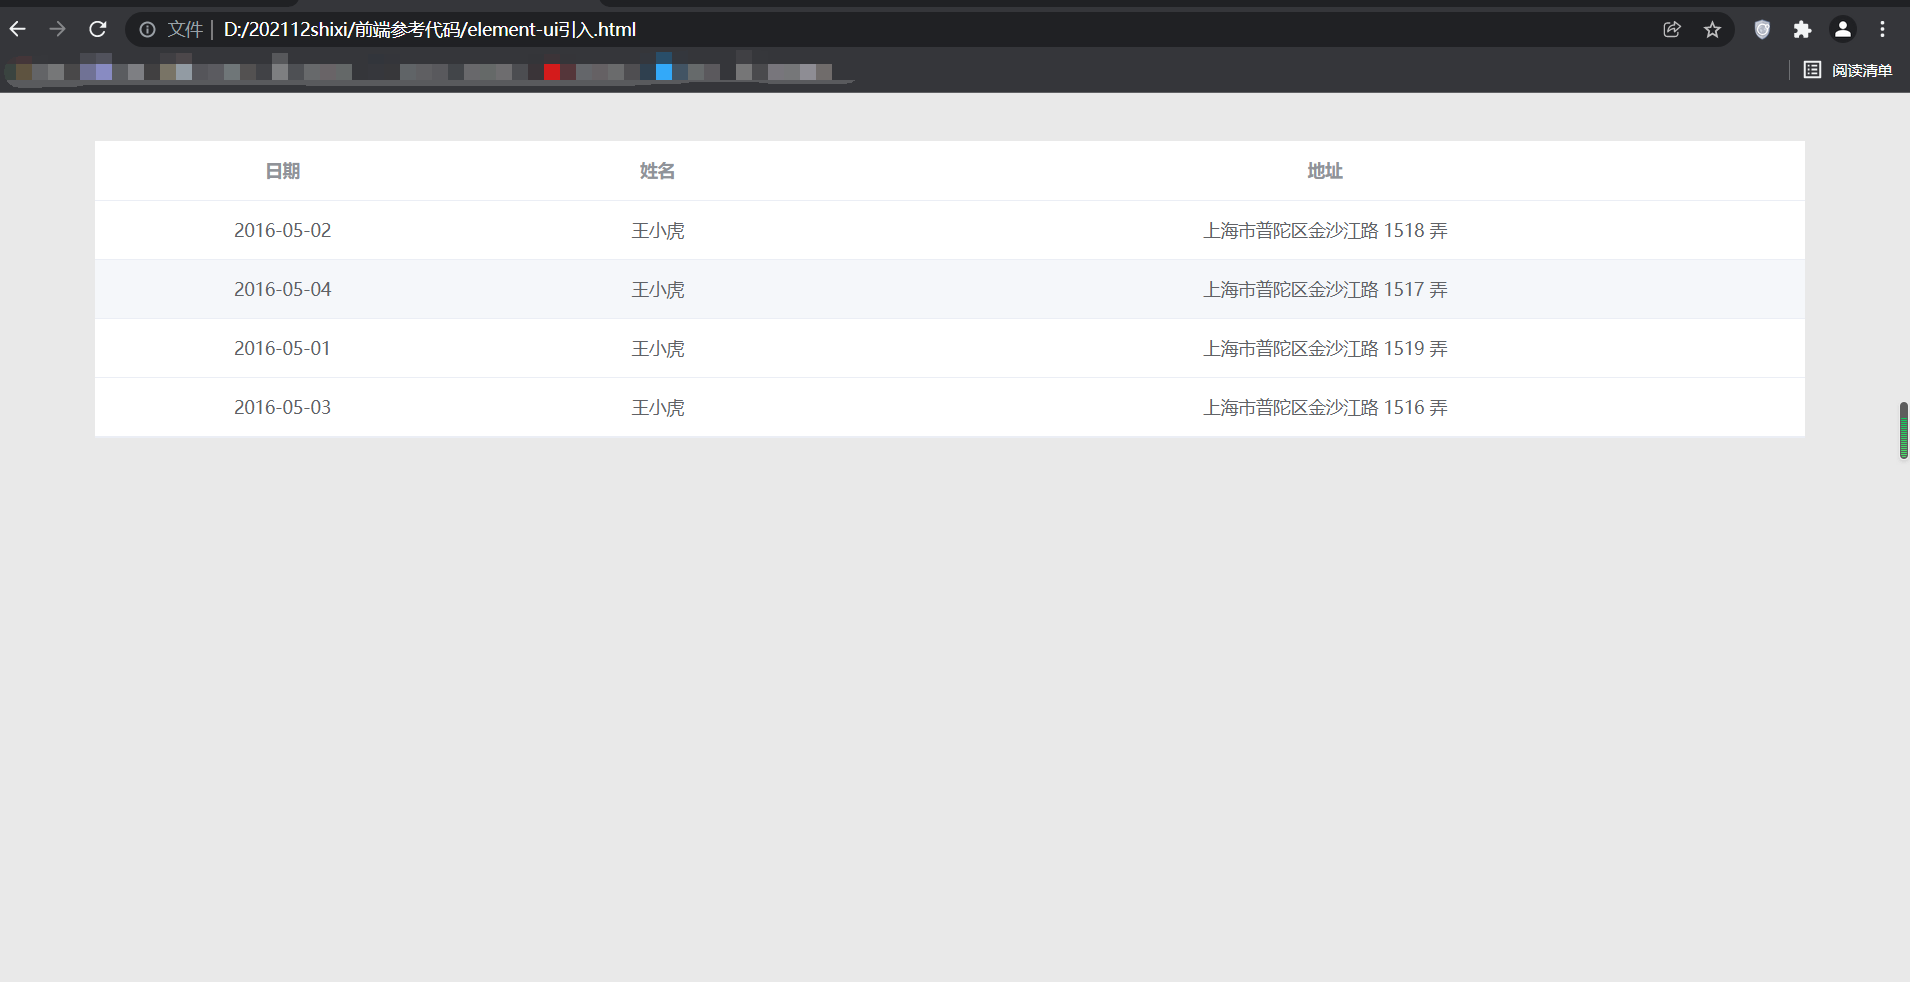 文件 | D:/202112shixi/前端参考代码/element-ui引入.html
阅读清单
日期 姓名 地址
2016-05-02 王小虎 上海市普陀区金沙江路 1518 弄
2016-05-04 王小虎 上海市普陀区金沙江路 1517 弄
2016-05-01 王小虎 上海市普陀区金沙江路 1519 弄
2016-05-03 王小虎 上海市普陀区金沙江路 1516 弄